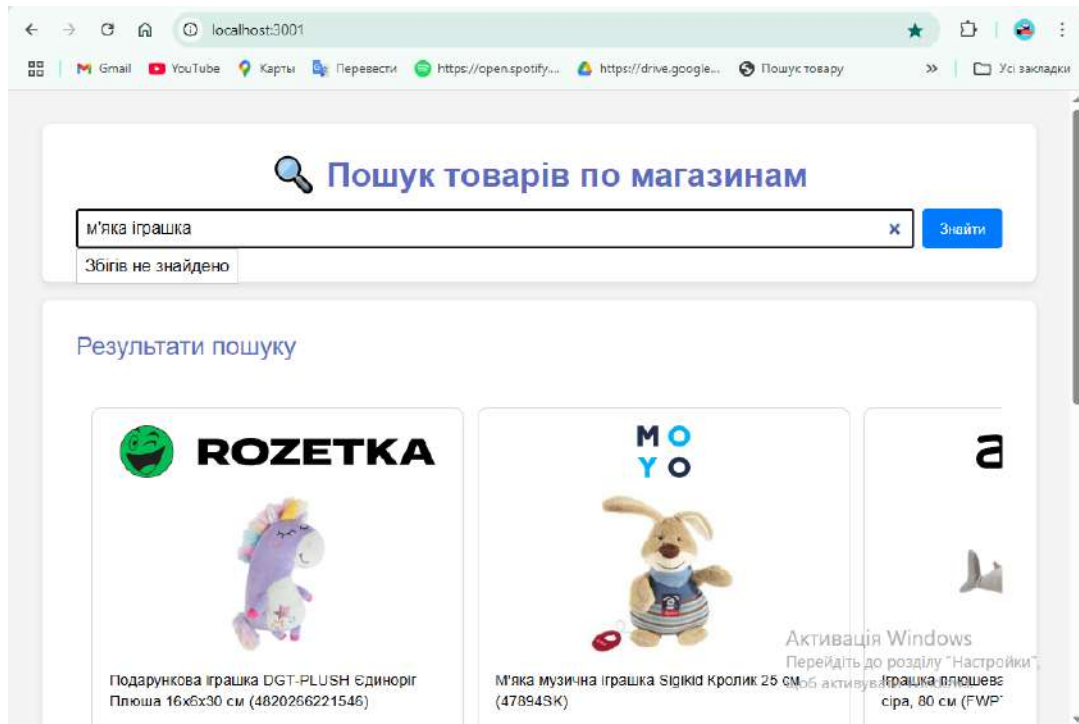 localhost:3001
Gmail YouTube Карты Перевести https://open.spotify.... https://drive.google... Пошук товару » Усі закладки
Пошук товарів по магазинам
м'яка іграшка × Знайти
Збігів не знайдено
Результати пошуку
ROZETKA
MO
YO
a
Подарункова іграшка DGT-PLUSH Єдиноріг
Плюша 16x6x30 см (4820266221546)
М'яка музична іграшка Sigikid Кролик 25 см
(47894SK)
Іграшка плюшева
сіра, 80 см (FWP
Активація Windows
Перейдіть до розділу "Настройки",
щоб активувати